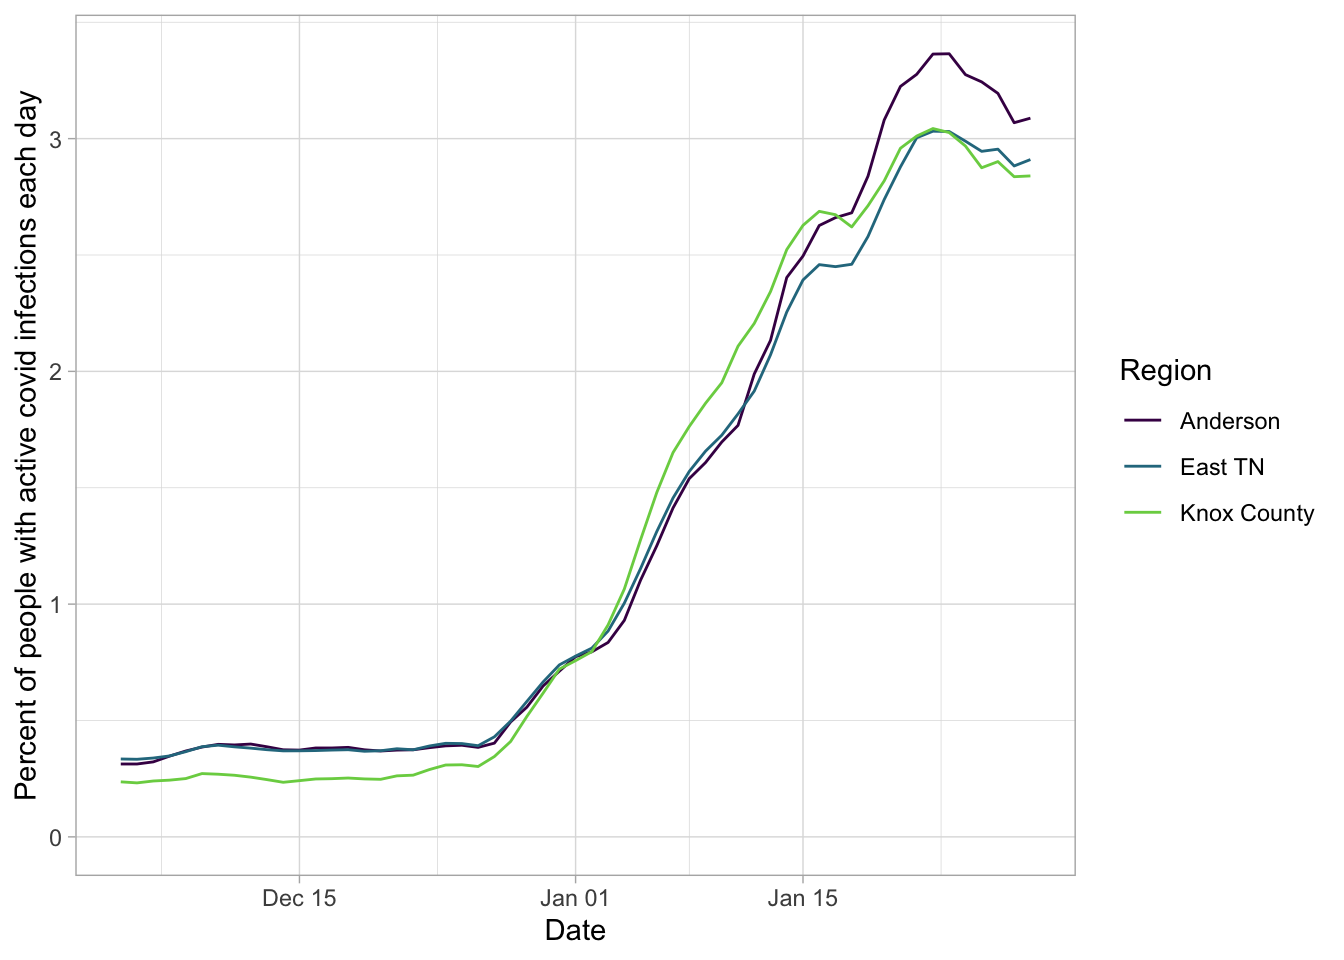 Percent of people with active covid infections each day
3
2
1
0
Dec 15
Jan 01
Jan 15
Date
Region
Anderson
East TN
Knox County